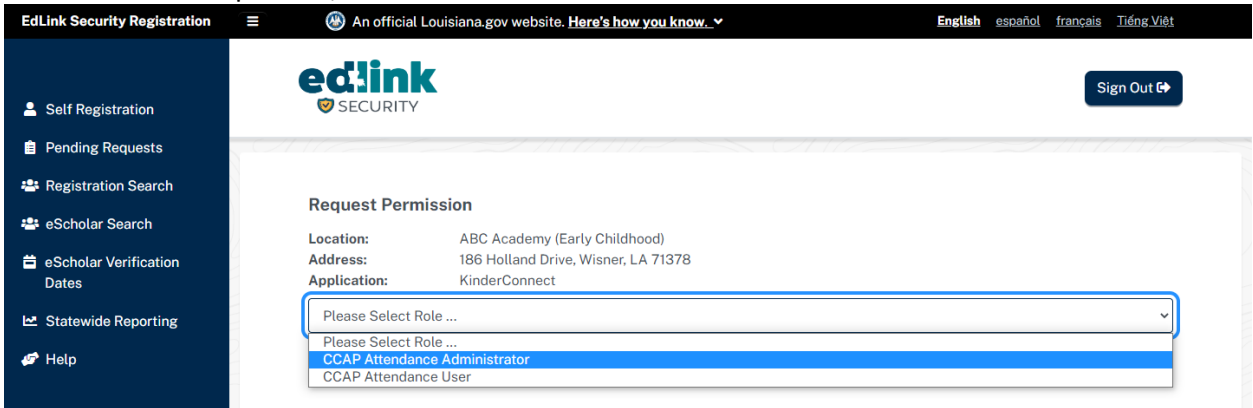 EdLink Security Registration
An official Louisiana.gov website. Here's how you know.
English español français Tiếng Việt
edlink
SECURITY
Sign Out
Self Registration
Pending Requests
Registration Search
eScholar Search
eScholar Verification
Dates
Statewide Reporting
Help
Request Permission
Location: ABC Academy (Early Childhood)
Address: 186 Holland Drive, Wisner, LA 71378
Application: KinderConnect
Please Select Role ...
Please Select Role ...
CCAP Attendance Administrator
CCAP Attendance User